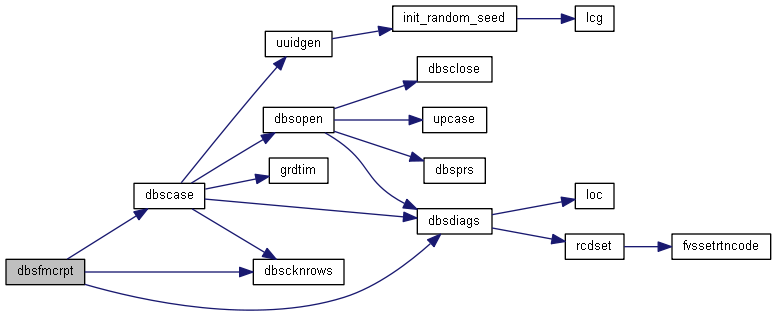 init_random_seed
lcg
uuidgen
dbsclose
dbsopen
upcase
grdtim
dbsprs
dbscase
loc
dbsdiags
rcdset
fvssetrtncode
dbsfmcrpt
dbscknrows